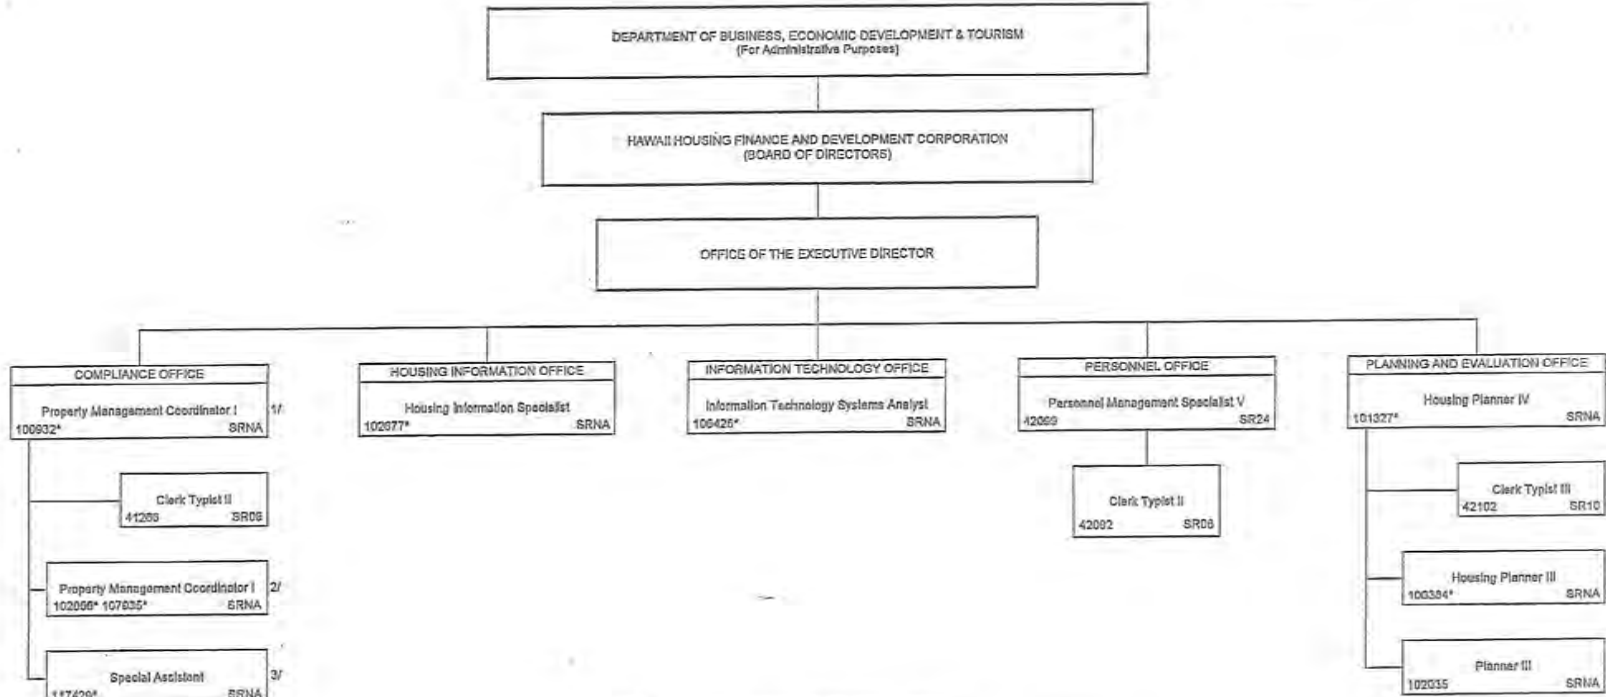 DEPARTMENT OF BUSINESS, ECONOMIC DEVELOPMENT & TOURISM
(For Administrative Purposes)
HAWAII HOUSING FINANCE AND DEVELOPMENT CORPORATION
(BOARD OF DIRECTORS)
OFFICE OF THE EXECUTIVE DIRECTOR
COMPLIANCE OFFICE
Property Management Coordinator I 1/
100932* SRNA
Clerk Typist II
SR08
Property Management Coordinator I 2/
SRNA
Special Assistant 3/
117429* SRNA
HOUSING INFORMATION OFFICE
Housing Information Specialist
102677* SRNA
INFORMATION TECHNOLOGY OFFICE
Information Technology Systems Analyst
SRNA
PERSONNEL OFFICE
Personnel Management Specialist V
SR24
Clerk Typist II
42092 SR08
PLANNING AND EVALUATION OFFICE
Housing Planner IV
101327* SRNA
Clerk Typist III
42102 SR10
Housing Planner III
100384* SRNA
Planner III
102035 SRNA